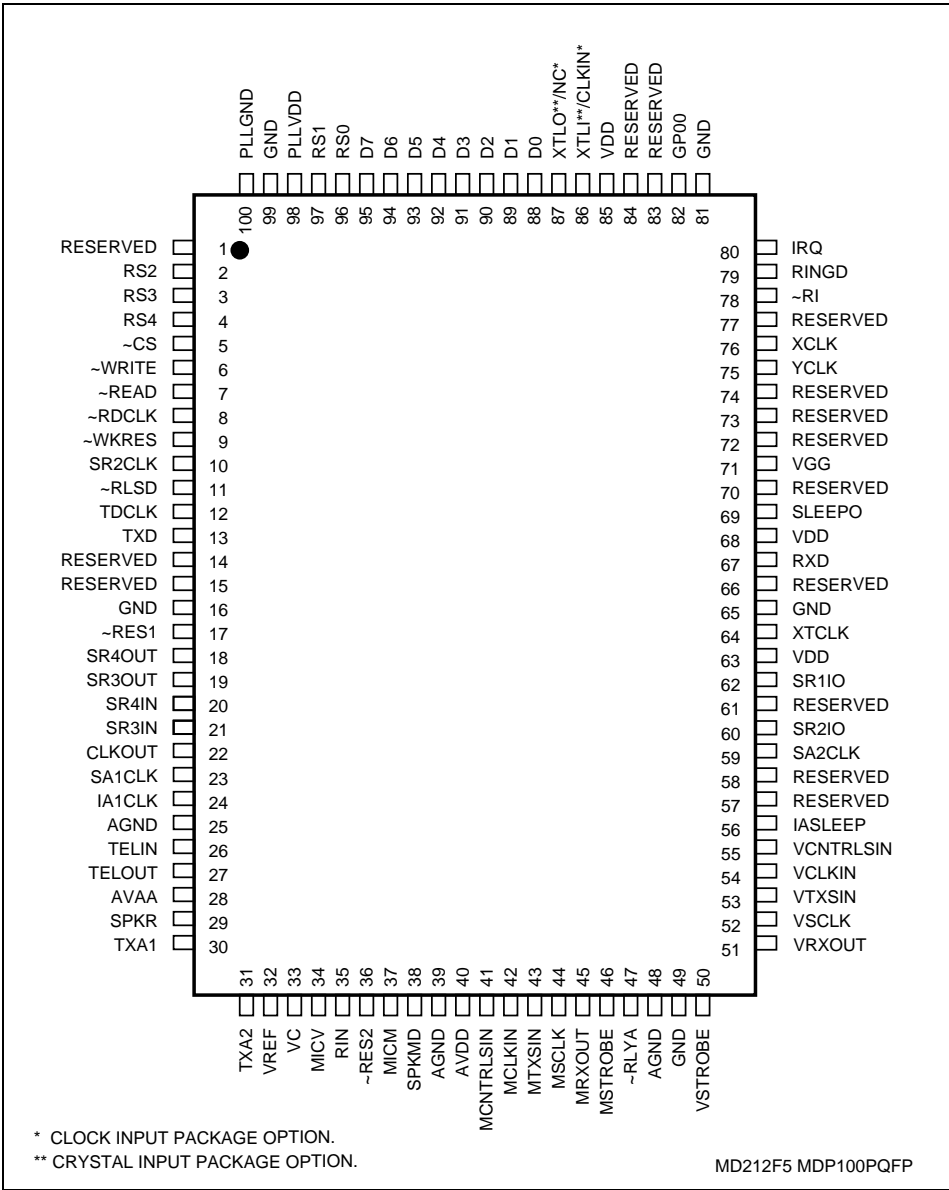 PLLGND
GND
PLLVDD
RS1
RS0
D7
D6
D5
D4
D3
D2
D1
D0
XTLO**/NC*
XTLI**/CLKIN*
VDD
RESERVED
RESERVED
GP00
GND
100
99
98
97
96
95
94
93
92
91
90
89
88
87
86
85
84
83
82
81
RESERVED 1
RS2 2
RS3 3
RS4 4
~CS 5
~WRITE 6
~READ 7
~RDCLK 8
~WKRES 9
SR2CLK 10
~RLSD 11
TDCLK 12
TXD 13
RESERVED 14
RESERVED 15
GND 16
~RES1 17
SR4OUT 18
SR3OUT 19
SR4IN 20
SR3IN 21
CLKOUT 22
SA1CLK 23
IA1CLK 24
AGND 25
TELIN 26
TELOUT 27
AVAA 28
SPKR 29
TXA1 30
80 IRQ
79 RINGD
78 ~RI
77 RESERVED
76 XCLK
75 YCLK
74 RESERVED
73 RESERVED
72 RESERVED
71 VGG
70 RESERVED
69 SLEEPO
68 VDD
67 RXD
66 RESERVED
65 GND
64 XTCLK
63 VDD
62 SR1IO
61 RESERVED
60 SR2IO
59 SA2CLK
58 RESERVED
57 RESERVED
56 IASLEEP
55 VCNTRLSIN
54 VCLKIN
53 VTXSIN
52 VSCLK
51 VRXOUT
31
32
33
34
35
36
37
38
39
40
41
42
43
44
45
46
47
48
49
50
TXA2
VREF
VC
MICV
RIN
~RES2
MICM
SPKMD
AGND
AVDD
MCNTRLSIN
MCLKIN
MTXSIN
MSCLK
MRXOUT
MSTROBE
~RLYA
AGND
GND
VSTROBE
* CLOCK INPUT PACKAGE OPTION.
** CRYSTAL INPUT PACKAGE OPTION.
MD212F5 MDP100PQFP